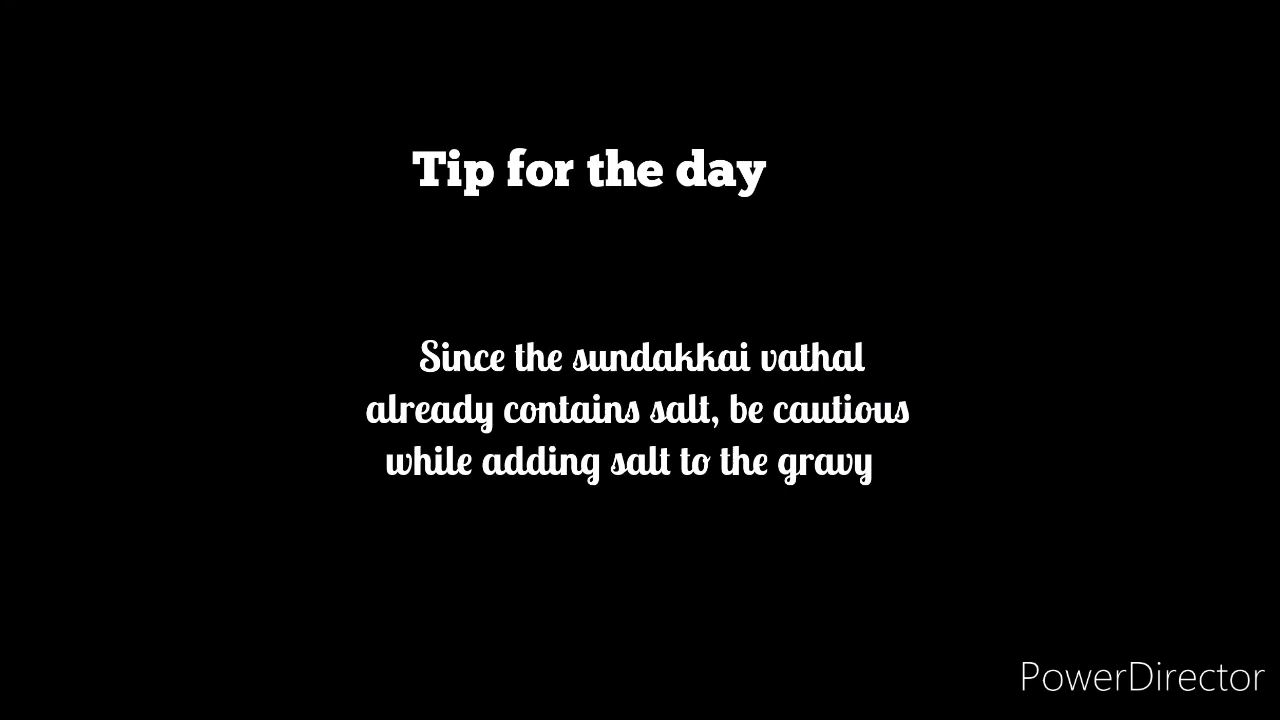 Tip for the day
Since the sundakkai vathal
already contains salt, be cautious
while adding salt to the gravy
PowerDirector